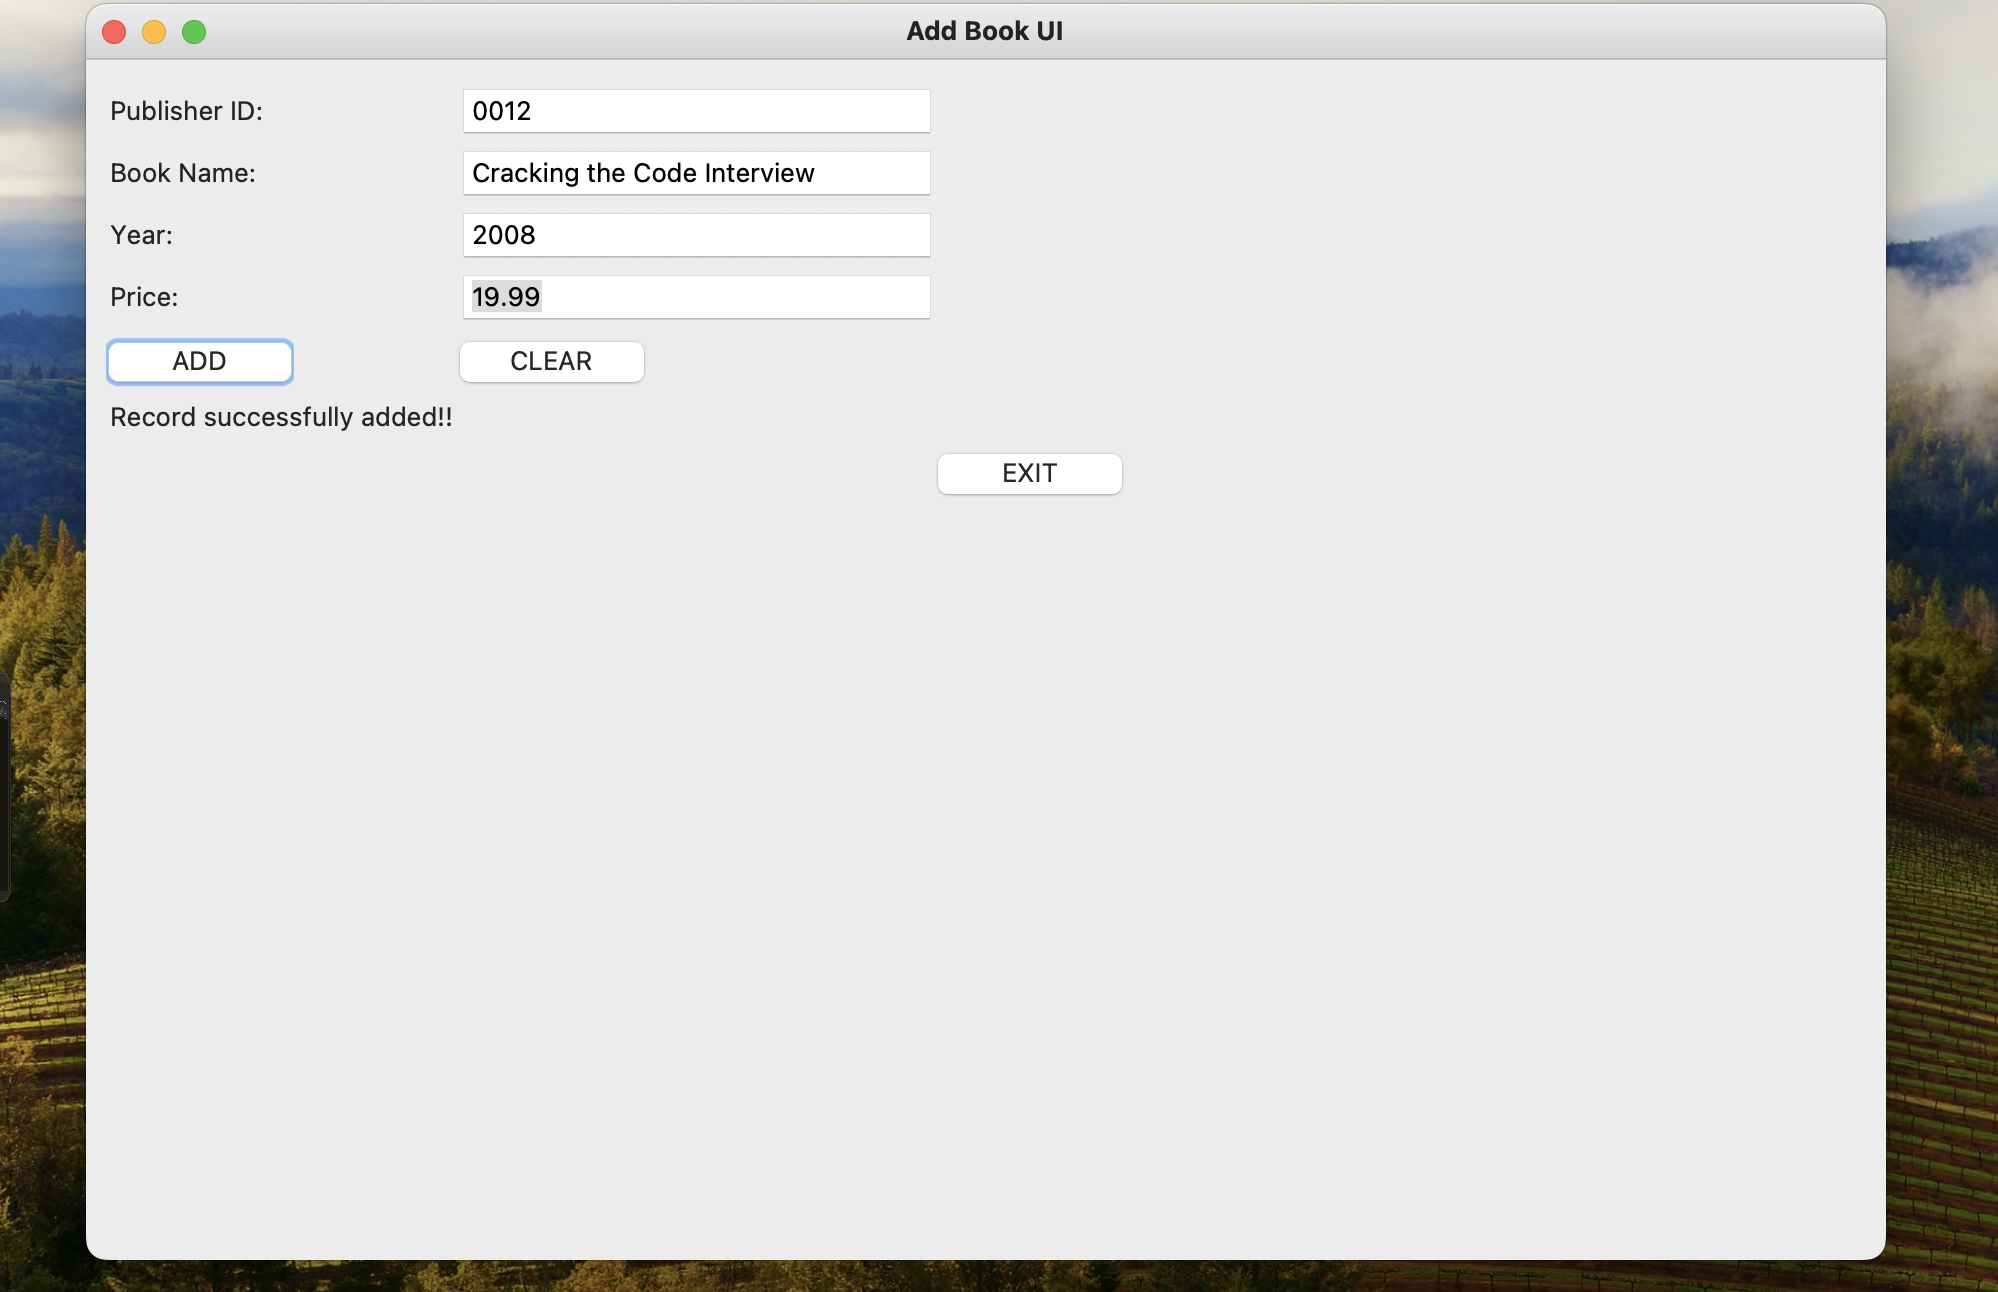 Add Book UI
Publisher ID: 0012
Book Name: Cracking the Code Interview
Year: 2008
Price: 19.99
ADD CLEAR
Record successfully added!!
EXIT